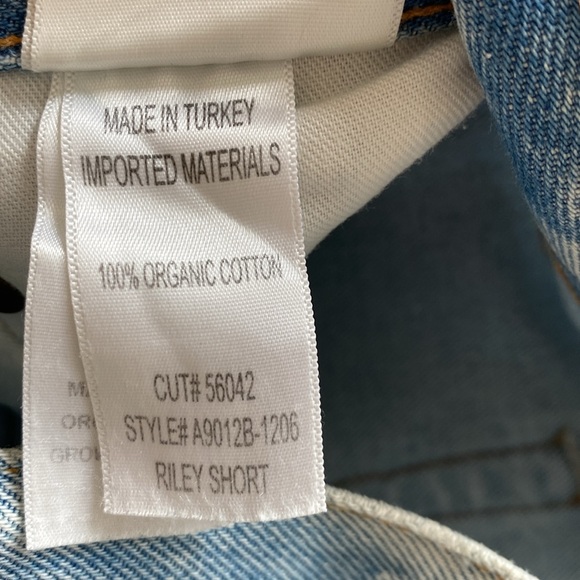 MADE IN TURKEY
IMPORTED MATERIALS
100% ORGANIC COTTON
CUT# 56042
STYLE# A9012B-1206
RILEY SHORT